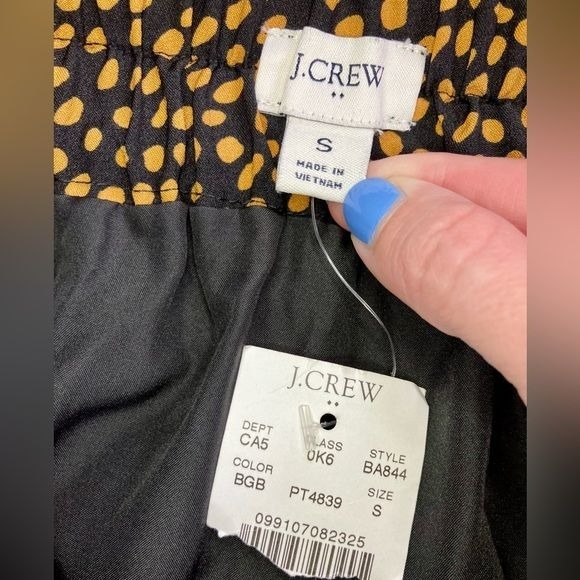 J.CREW
S
MADE IN
VIETNAM
J.CREW
DEPT CLASS STYLE
CA5 0K6 BA844
COLOR SIZE
BGB PT4839 S
099107082325